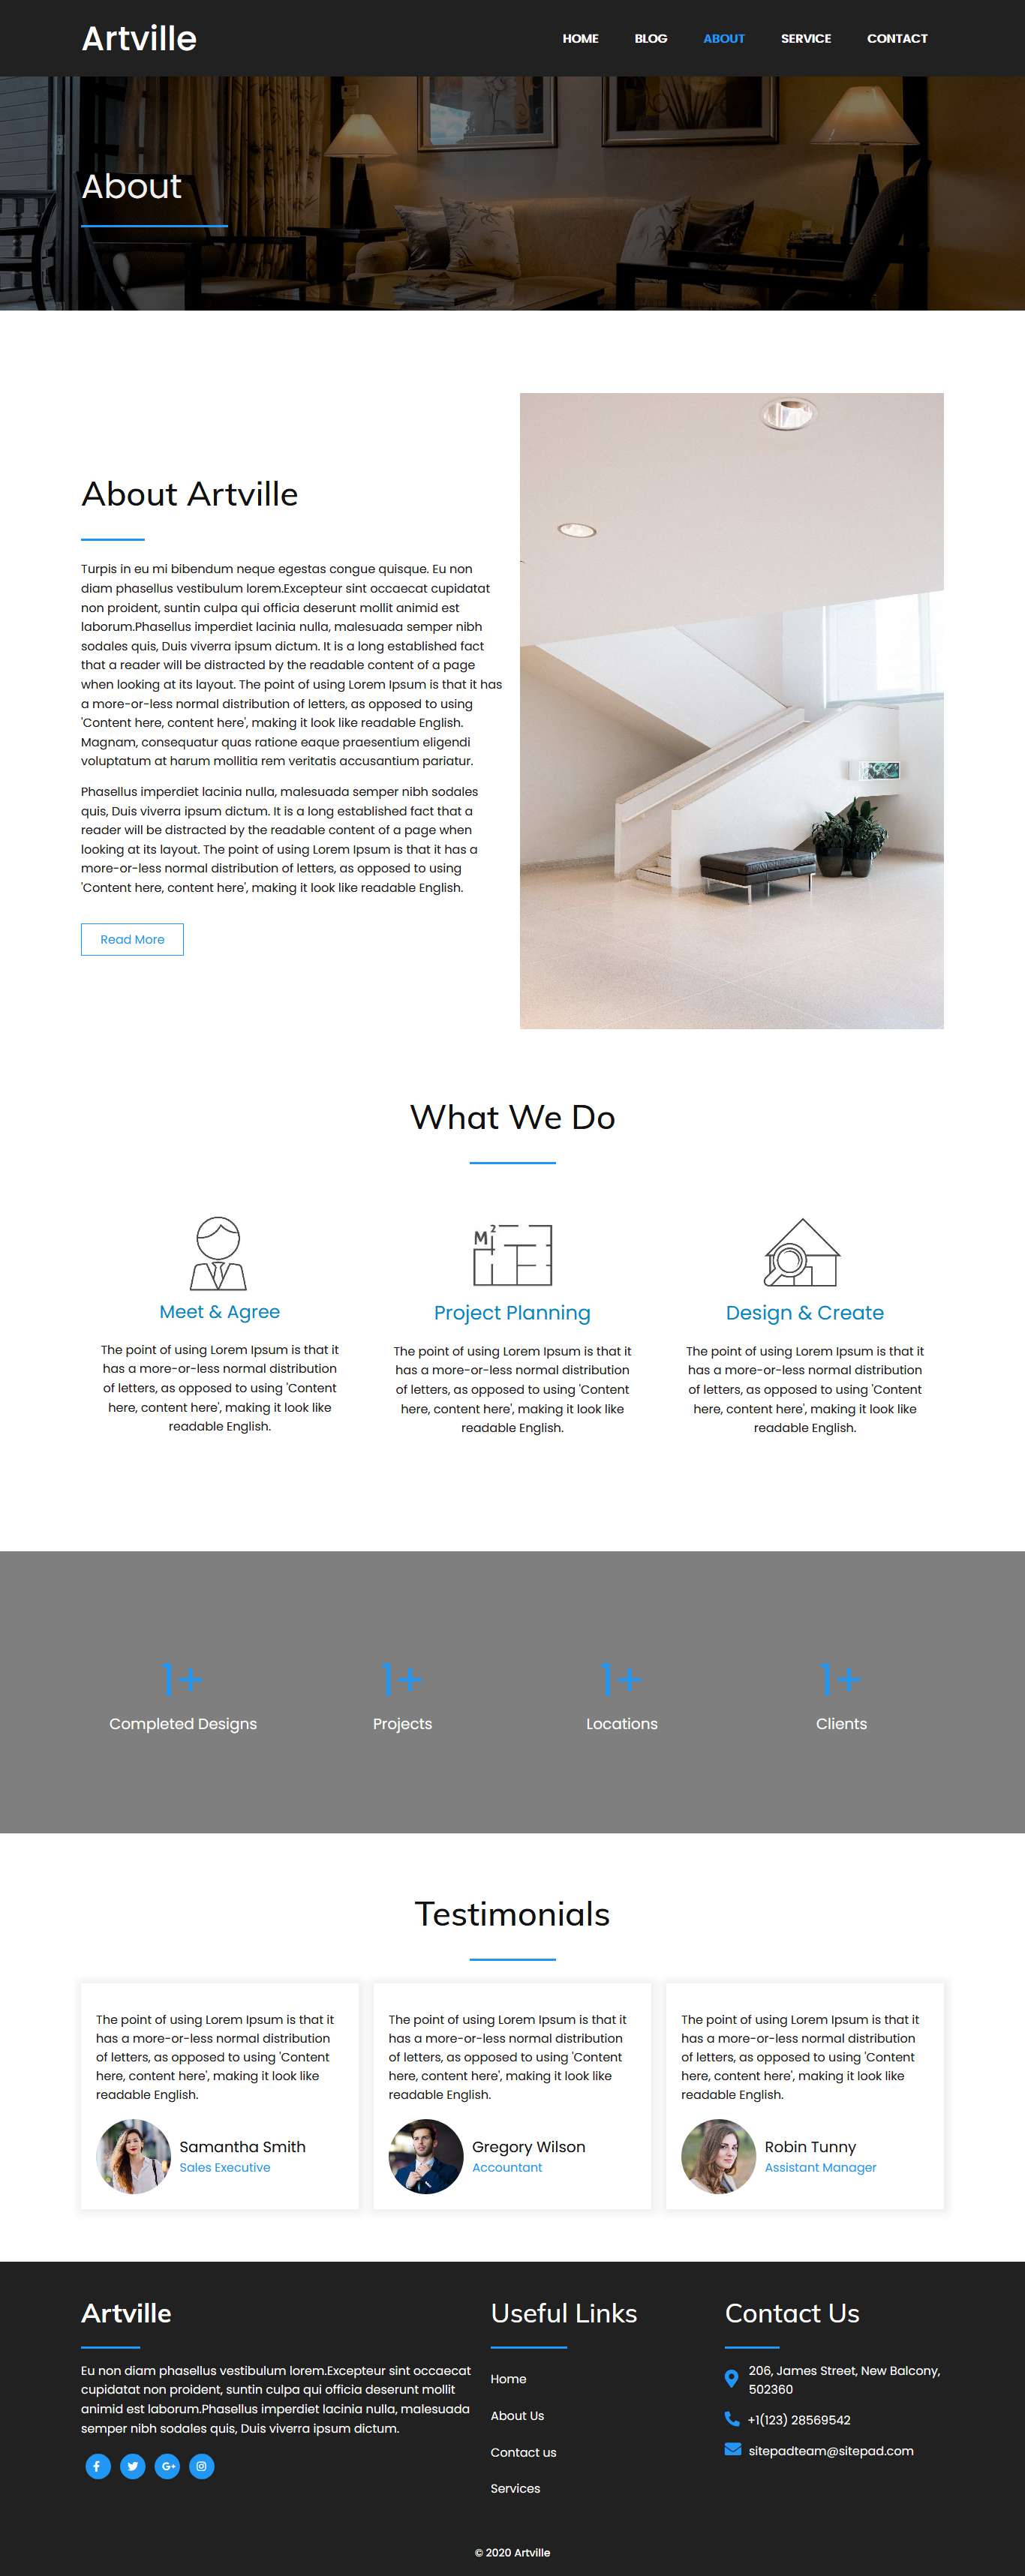 Artville
HOME BLOG ABOUT SERVICE CONTACT
About
About Artville
Turpis in eu mi bibendum neque egestas congue quisque. Eu non
diam phasellus vestibulum lorem.Excepteur sint occaecat cupidatat
non proident, suntin culpa qui officia deserunt mollit animid est
laborum.Phasellus imperdiet lacinia nulla, malesuada semper nibh
sodales quis, Duis viverra ipsum dictum. It is a long established fact
that a reader will be distracted by the readable content of a page
when looking at its layout. The point of using Lorem Ipsum is that it has
a more-or-less normal distribution of letters, as opposed to using
'Content here, content here', making it look like readable English.
Magnam, consequatur quas ratione eaque praesentium eligendi
voluptatum at harum mollitia rem veritatis accusantium pariatur.
Phasellus imperdiet lacinia nulla, malesuada semper nibh sodales
quis, Duis viverra ipsum dictum. It is a long established fact that a
reader will be distracted by the readable content of a page when
looking at its layout. The point of using Lorem Ipsum is that it has a
more-or-less normal distribution of letters, as opposed to using
'Content here, content here', making it look like readable English.
Read More
What We Do
Meet & Agree
The point of using Lorem Ipsum is that it
has a more-or-less normal distribution
of letters, as opposed to using 'Content
here, content here', making it look like
readable English.
M2
Project Planning
The point of using Lorem Ipsum is that it
has a more-or-less normal distribution
of letters, as opposed to using 'Content
here, content here', making it look like
readable English.
Design & Create
The point of using Lorem Ipsum is that it
has a more-or-less normal distribution
of letters, as opposed to using 'Content
here, content here', making it look like
readable English.
1+
Completed Designs
1+
Projects
1+
Locations
1+
Clients
Testimonials
The point of using Lorem Ipsum is that it
has a more-or-less normal distribution
of letters, as opposed to using 'Content
here, content here', making it look like
readable English.
Samantha Smith
Sales Executive
The point of using Lorem Ipsum is that it
has a more-or-less normal distribution
of letters, as opposed to using 'Content
here, content here', making it look like
readable English.
Gregory Wilson
Accountant
The point of using Lorem Ipsum is that it
has a more-or-less normal distribution
of letters, as opposed to using 'Content
here, content here', making it look like
readable English.
Robin Tunny
Assistant Manager
Artville
Eu non diam phasellus vestibulum lorem.Excepteur sint occaecat
cupidatat non proident, suntin culpa qui officia deserunt mollit
animid est laborum.Phasellus imperdiet lacinia nulla, malesuada
semper nibh sodales quis, Duis viverra ipsum dictum.
Useful Links
Home
About Us
Contact us
Services
Contact Us
206, James Street, New Balcony,
502360
+1(123) 28569542
sitepadteam@sitepad.com
© 2020 Artville